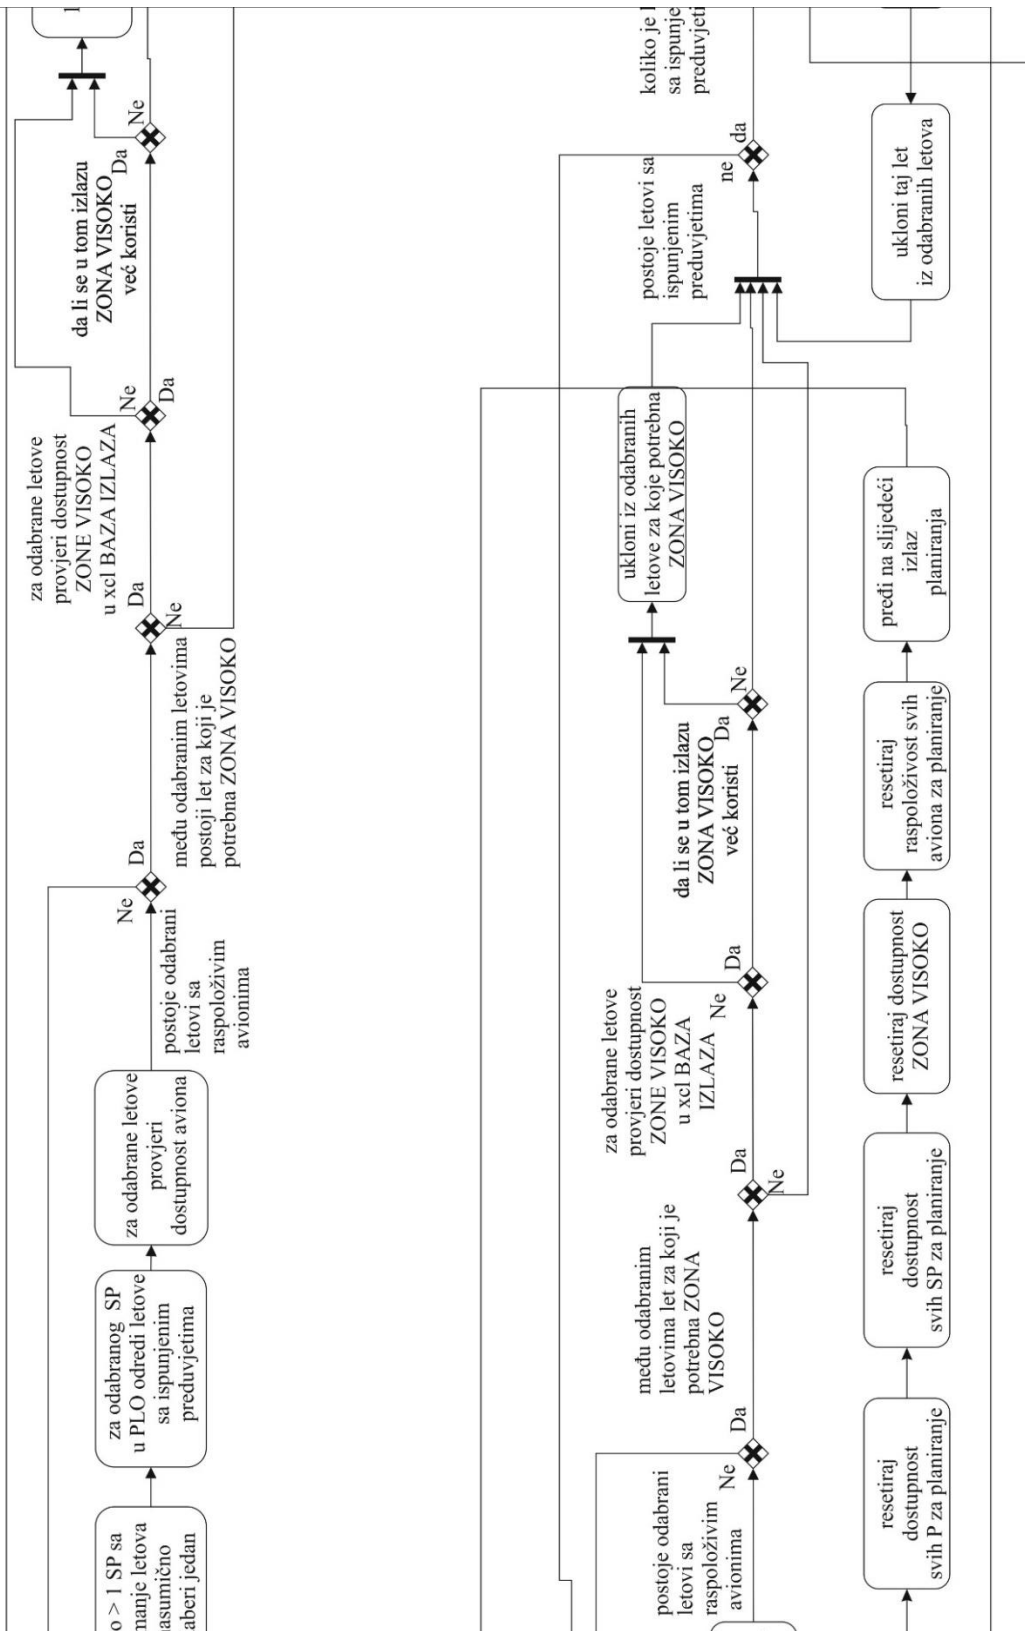 o > 1 SP sa
manje letova
nasumično
aberi jedan
za odabranog SP
u PLO odredi letove
sa ispunjenim
preduvjetima
za odabrane letove
provjeri
dostupnost aviona
postoje odabrani
letovi sa
raspoloživim
avionima
Ne
Da
među odabranim letovima
postoji let za koji je
potrebna ZONA VISOKO
Da
Ne
za odabrane letove
provjeri dostupnost
ZONE VISOKO
u xcl BAZA IZLAZA
Ne
Da
da li se u tom izlazu
ZONA VISOKO
već koristi
Da
Ne
postoje odabrani
letovi sa
raspoloživim
avionima
Ne
Da
među odabranim
letovima let za koji je
potrebna ZONA
VISOKO
Da
Ne
za odabrane letove
provjeri dostupnost
ZONE VISOKO
u xcl BAZA
IZLAZA
Ne
Da
da li se u tom izlazu
ZONA VISOKO
već koristi
Da
Ne
ukloni iz odabranih
letove za koje potrebna
ZONA VISOKO
postoje letovi sa
ispunjenim
preduvjetima
ne
da
koliko je
sa ispunje
preduvjeti
ukloni taj let
iz odabranih letova
resetiraj
dostupnost
svih P za planiranje
resetiraj
dostupnost
svih SP za planiranje
resetiraj dostupnost
ZONA VISOKO
resetiraj
raspoloživost svih
aviona za planiranje
pređi na slijedeći
izlaz
planiranja